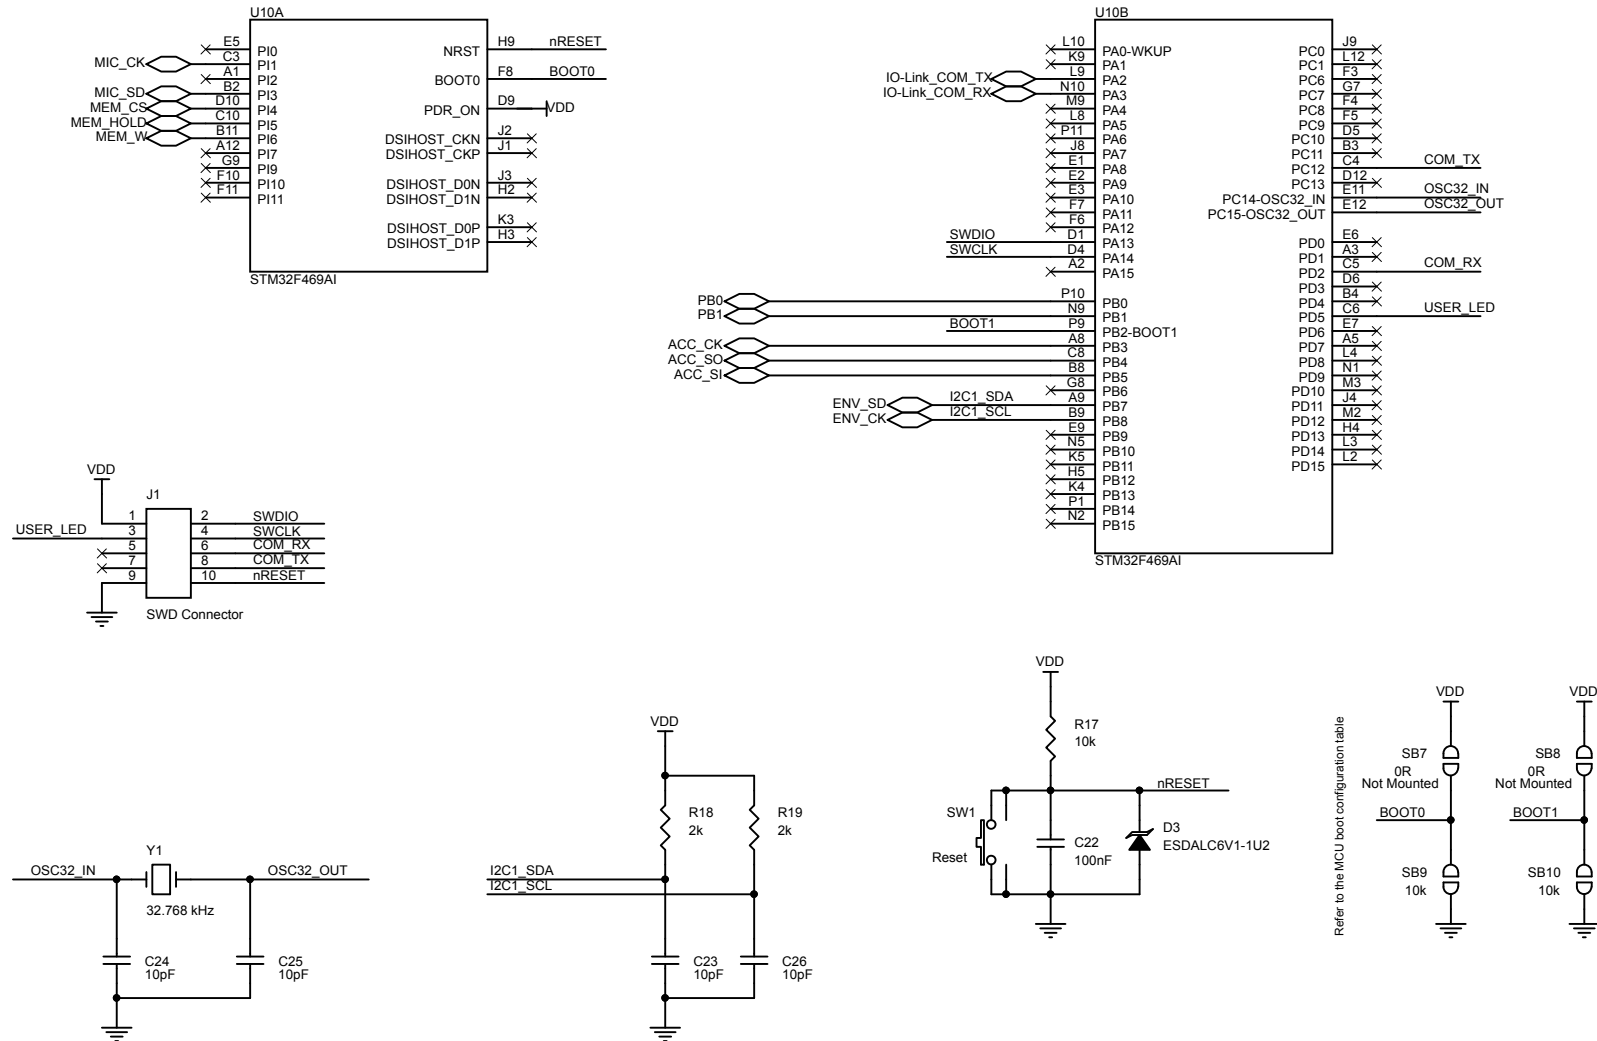 U10A
E5 PI0
MIC_CK C3 PI1
A1 PI2
MIC_SD B2 PI3
MEM_CS D10 PI4
MEM_HOLD C10 PI5
MEM_W B11 PI6
A12 PI7
G9 PI9
F10 PI10
F11 PI11
NRST H9 nRESET
BOOT0 F8 BOOT0
PDR_ON D9 VDD
DSIHOST_CKN J2
DSIHOST_CKP J1
DSIHOST_D0N J3
DSIHOST_D1N H2
DSIHOST_D0P K3
DSIHOST_D1P H3
STM32F469AI
U10B
L10 PA0-WKUP
K9 PA1
IO-Link_COM_TX L9 PA2
IO-Link_COM_RX N10 PA3
M9 PA4
L8 PA5
P11 PA6
J8 PA7
E1 PA8
E2 PA9
E3 PA10
F7 PA11
F6 PA12
SWDIO D1 PA13
SWCLK D4 PA14
A2 PA15
PB0 P10 PB0
PB1 N9 PB1
BOOT1 P9 PB2-BOOT1
ACC_CK A8 PB3
ACC_SO C8 PB4
ACC_SI B8 PB5
G8 PB6
ENV_SD I2C1_SDA A9 PB7
ENV_CK I2C1_SCL B9 PB8
E9 PB9
N5 PB10
K5 PB11
H5 PB12
K4 PB13
P1 PB14
N2 PB15
PC0 J9
PC1 L12
PC6 F3
PC7 G7
PC8 F4
PC9 F5
PC10 D5
PC11 B3
PC12 C4 COM_TX
PC13 D12
PC14-OSC32_IN E11 OSC32_IN
PC15-OSC32_OUT E12 OSC32_OUT
PD0 E6
PD1 A3
PD2 C5 COM_RX
PD3 D6
PD4 B4
PD5 C6 USER_LED
PD6 E7
PD7 A5
PD8 L4
PD9 N1
PD10 M3
PD11 J4
PD12 M2
PD13 H4
PD14 L3
PD15 L2
STM32F469AI
VDD
J1
1 2 SWDIO
USER_LED 3 4 SWCLK
5 6 COM_RX
7 8 COM_TX
9 10 nRESET
SWD Connector
OSC32_IN Y1 OSC32_OUT
32.768 kHz
C24
10pF
C25
10pF
VDD
R18
2k
R19
2k
I2C1_SDA
I2C1_SCL
C23
10pF
C26
10pF
VDD
R17
10k
nRESET
SW1
Reset
C22
100nF
D3
ESDALC6V1-1U2
Refer to the MCU boot configuration table
VDD
SB7
0R
Not Mounted
BOOT0
SB9
10k
VDD
SB8
0R
Not Mounted
BOOT1
SB10
10k